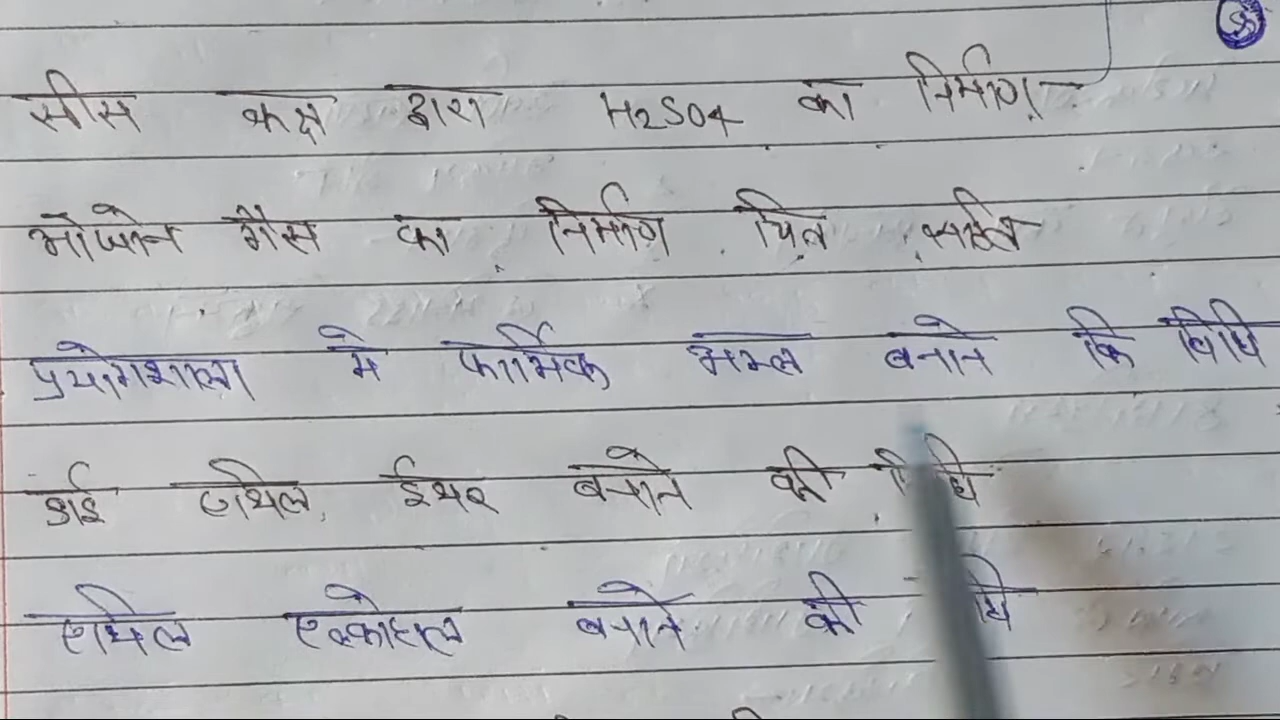 सीस कक्ष द्वारा H2SO4 का निर्माण
ओजोन गैस का निर्माण चित्र सहित
प्रयोगशाला मे फार्मिक अम्ल बनाने कि विधि
डाई एथिल ईथर बनाने की विधि
एथिल एल्कोहल बनाने की